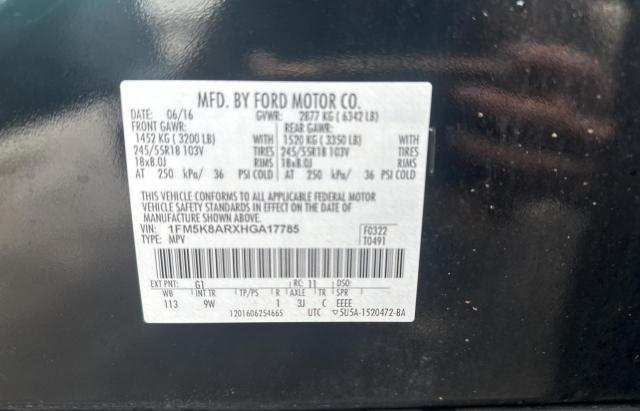 MFD. BY FORD MOTOR CO.
DATE: 06/16 GVWR: 2877 KG ( 6342 LB)
FRONT GAWR: REAR GAWR:
1452 KG ( 3200 LB) WITH 1520 KG ( 3350 LB) WITH
245/55R18 103V TIRES 245/55R18 103V TIRES
18x8.0J RIMS 18x8.0J RIMS
AT 250 kPa/ 36 PSI COLD AT 250 kPa/ 36 PSI COLD
THIS VEHICLE CONFORMS TO ALL APPLICABLE FEDERAL MOTOR
VEHICLE SAFETY AND BUMPER STANDARDS IN EFFECT ON THE DATE OF
MANUFACTURE SHOWN ABOVE.
VIN: 1FM5K8ARXHGA17785 F0322
TYPE: MPV T0491
EXT PNT: G1 RC: 11 DSO:
WB INT TR TP/PS R AXLE TR SPR
113 9W 1 3J C EEEE
1201606254665 UTC ▽5U5A-1520472-BA